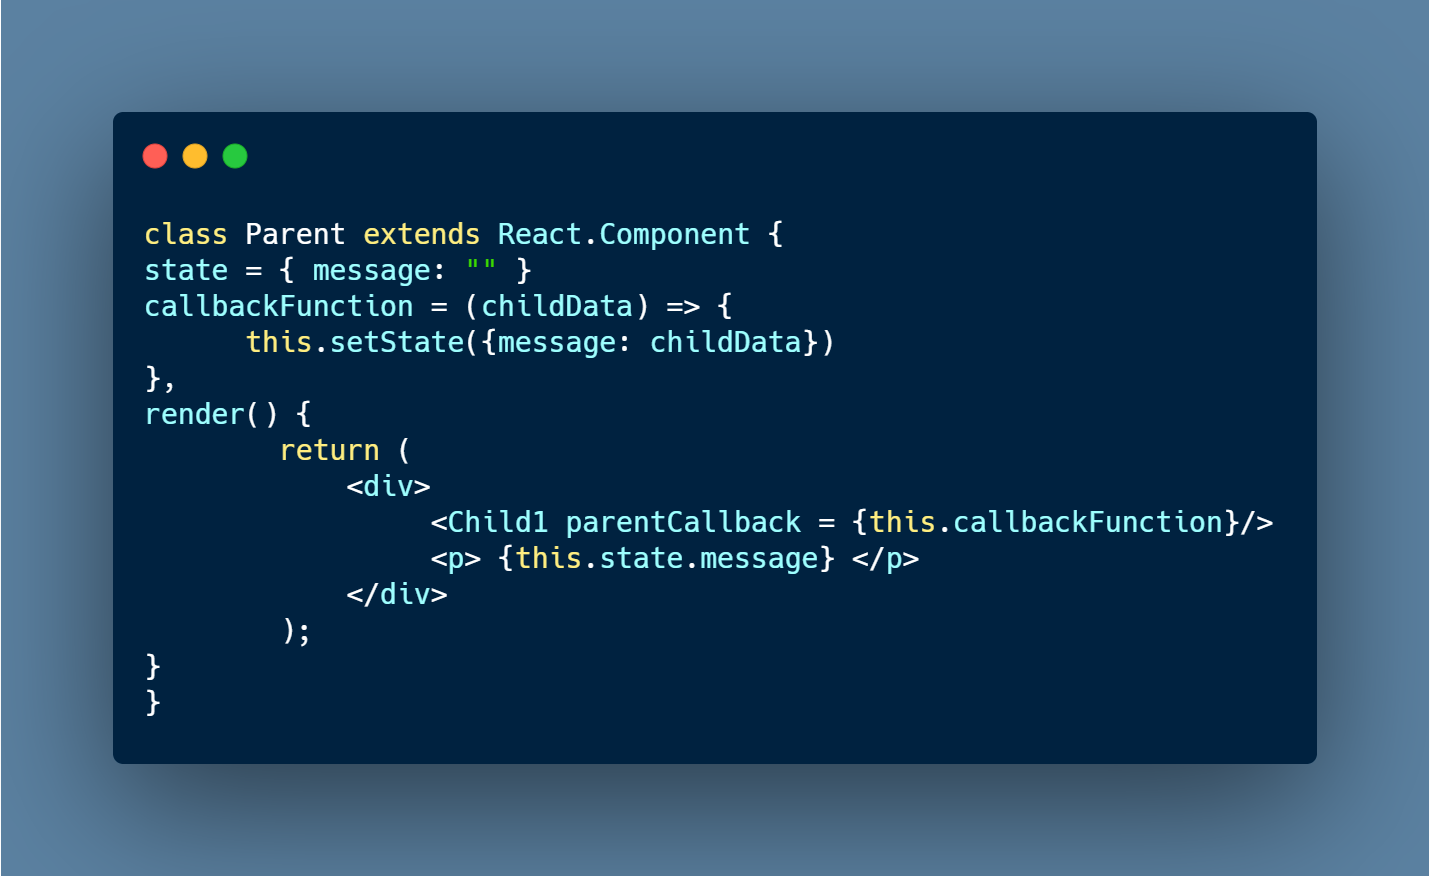 class Parent extends React.Component {
state = { message: "" }
callbackFunction = (childData) => {
      this.setState({message: childData})
},
render() {
        return (
            <div>
                 <Child1 parentCallback = {this.callbackFunction}/>
                 <p> {this.state.message} </p>
            </div>
        );
}
}